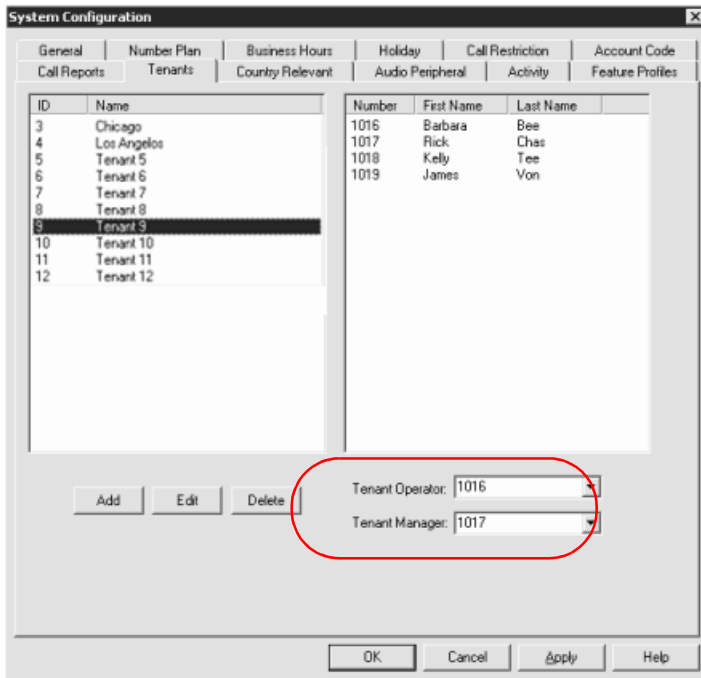 System Configuration
General Number Plan Business Hours Holiday Call Restriction Account Code
Call Reports Tenants Country Relevant Audio Peripheral Activity Feature Profiles
ID Name
3 Chicago
4 Los Angelos
5 Tenant 5
6 Tenant 6
7 Tenant 7
8 Tenant 8
9 Tenant 9
10 Tenant 10
11 Tenant 11
12 Tenant 12
Number First Name Last Name
1016 Barbara Bee
1017 Rick Chas
1018 Kelly Tee
1019 James Von
Add Edit Delete
Tenant Operator: 1016
Tenant Manager: 1017
OK Cancel Apply Help